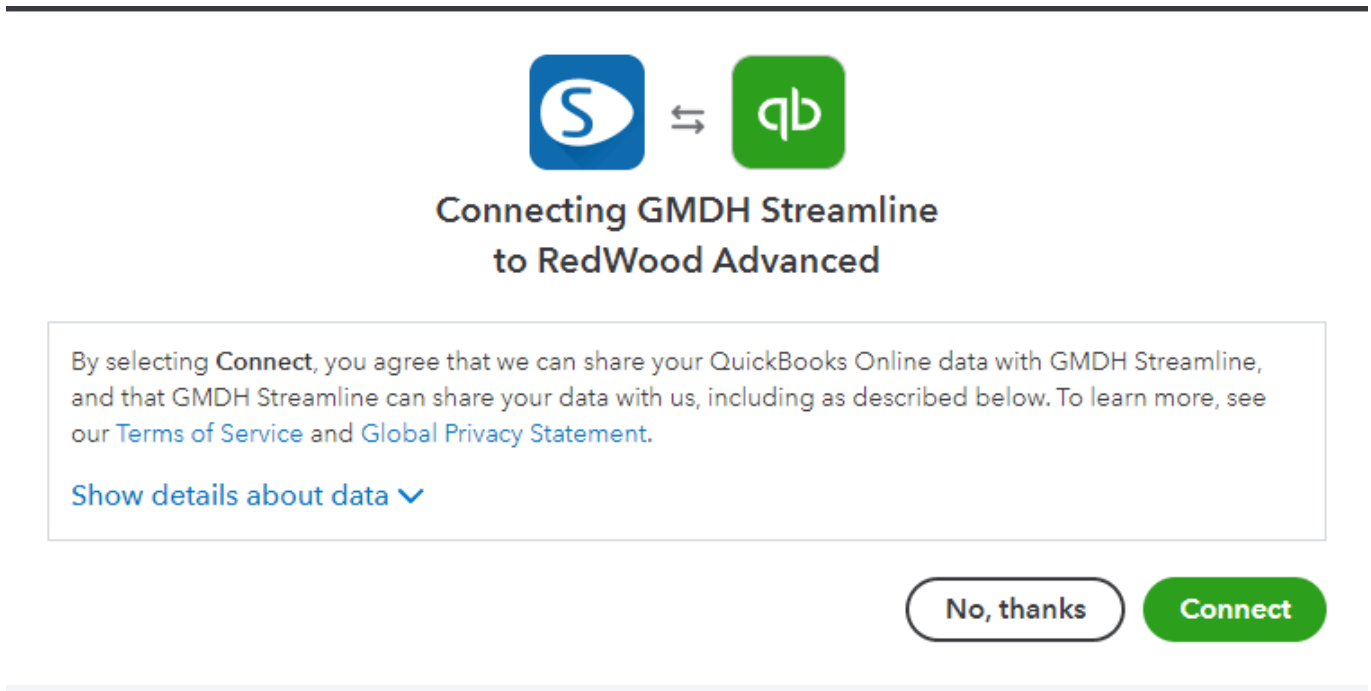 S
qb
Connecting GMDH Streamline
to RedWood Advanced
By selecting Connect, you agree that we can share your QuickBooks Online data with GMDH Streamline,
and that GMDH Streamline can share your data with us, including as described below. To learn more, see
our Terms of Service and Global Privacy Statement.
Show details about data
No, thanks
Connect